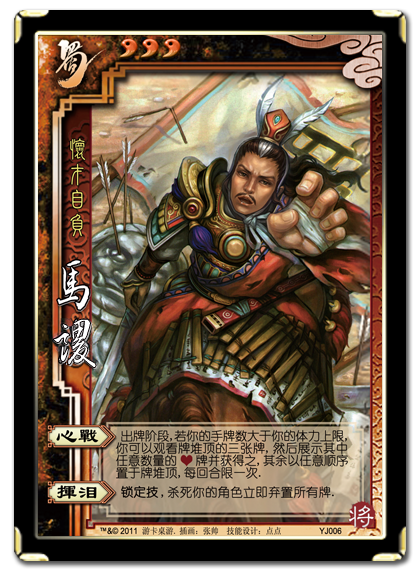 蜀
懷才自負
馬謖
心戰
出牌阶段,若你的手牌数大于你的体力上限,
你可以观看牌堆顶的三张牌,然后展示其中
任意数量的♥牌并获得之,其余以任意顺序
置于牌堆顶,每回合限一次.
揮泪
锁定技,杀死你的角色立即弃置所有牌.
将
™&© 2011 游卡桌游. 插画:张帅 技能设计:点点 YJ006